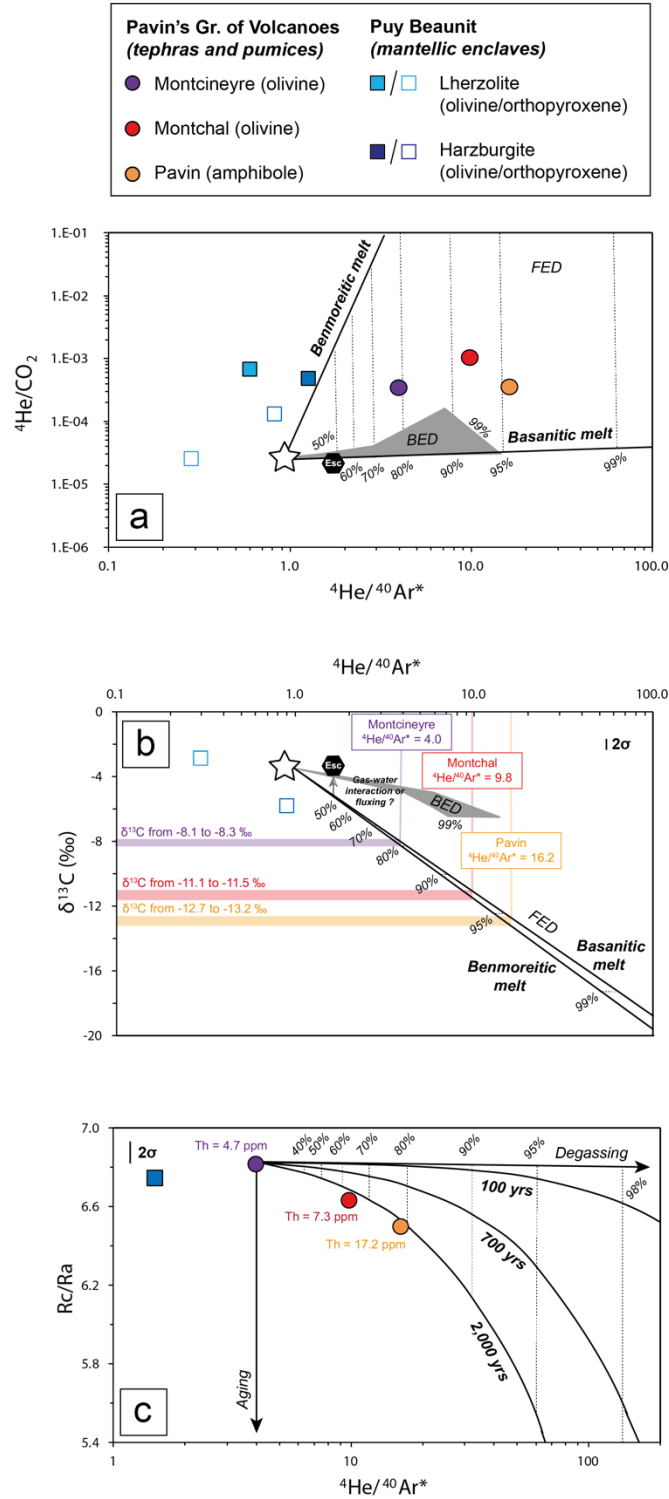 Pavin's Gr. of Volcanoes
(tephras and pumices)
Montcineyre (olivine)
Montchal (olivine)
Pavin (amphibole)
Puy Beaunit
(mantellic enclaves)
Lherzolite
(olivine/orthopyroxene)
Harzburgite
(olivine/orthopyroxene)
1.E-01
1.E-02
1.E-03
1.E-04
1.E-05
1.E-06
⁴He/CO₂
Benmoreitic melt
FED
BED
Basanitic melt
Esc
50%
60%
70%
80%
90%
99%
95%
99%
a
0.1
1.0
10.0
100.0
⁴He/⁴⁰Ar*
⁴He/⁴⁰Ar*
0.1
1.0
10.0
100.0
0
-4
-8
-12
-16
-20
δ¹³C (‰)
b
Montcineyre
⁴He/⁴⁰Ar* = 4.0
2σ
Esc
Montchal
⁴He/⁴⁰Ar* = 9.8
Gas-water
interaction or
fluxing ?
BED
99%
Pavin
⁴He/⁴⁰Ar* = 16.2
50%
60%
70%
80%
90%
95%
99%
δ¹³C from -8.1 to -8.3 ‰
δ¹³C from -11.1 to -11.5 ‰
δ¹³C from -12.7 to -13.2 ‰
FED
Basanitic
melt
Benmoreitic
melt
7.0
6.6
6.2
5.8
5.4
Rc/Ra
2σ
Th = 4.7 ppm
40%
50%
60%
70%
80%
90%
95%
98%
Degassing
100 yrs
700 yrs
2,000 yrs
Th = 7.3 ppm
Th = 17.2 ppm
Aging
c
1
10
100
⁴He/⁴⁰Ar*